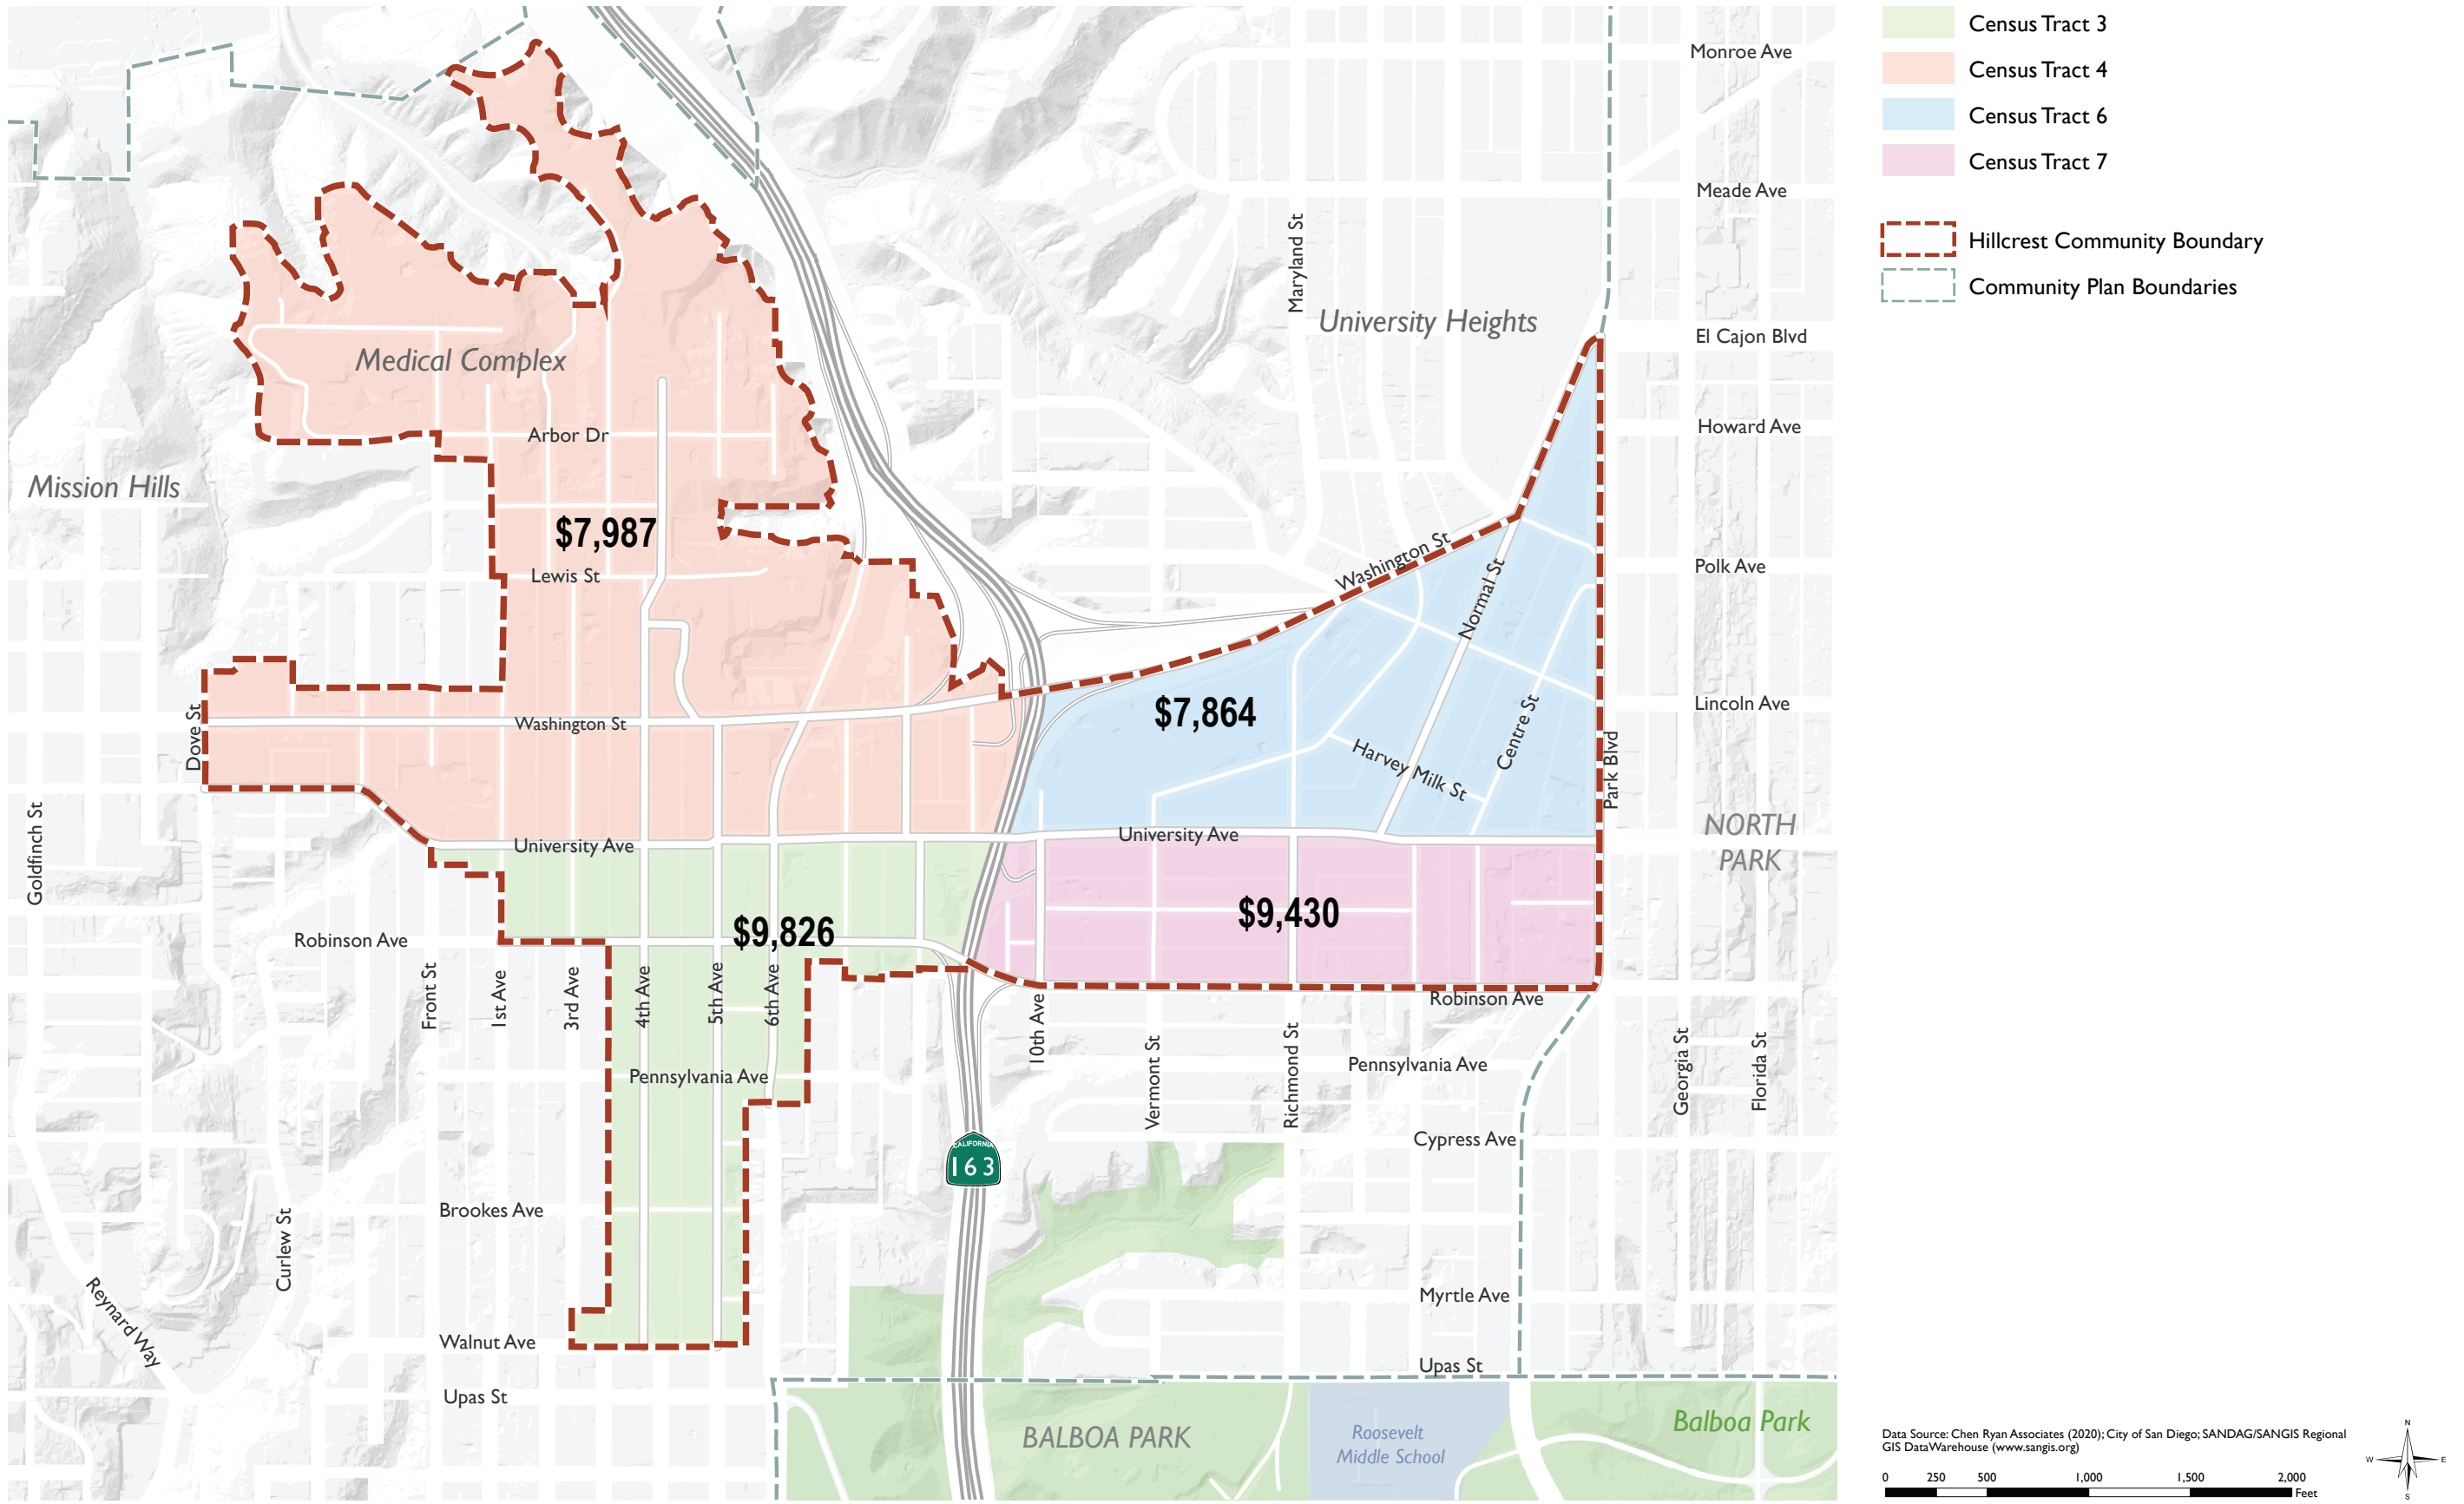 Monroe Ave
Meade Ave
Maryland St
University Heights
El Cajon Blvd
Medical Complex
Howard Ave
Arbor Dr
Mission Hills
$7,987
Washington St
Polk Ave
Lewis St
Normal St
Dove St
$7,864
Lincoln Ave
Washington St
Centre St
Harvey Milk St
Park Blvd
Goldfinch St
University Ave
University Ave
NORTH
PARK
$9,430
$9,826
Robinson Ave
Front St
1st Ave
3rd Ave
4th Ave
5th Ave
6th Ave
10th Ave
Robinson Ave
Vermont St
Richmond St
Pennsylvania Ave
Pennsylvania Ave
Georgia St
Florida St
Cypress Ave
CALIFORNIA
163
Brookes Ave
Curlew St
Reynard Way
Myrtle Ave
Walnut Ave
Upas St
Upas St
BALBOA PARK
Roosevelt
Middle School
Balboa Park
Census Tract 3
Census Tract 4
Census Tract 6
Census Tract 7
Hillcrest Community Boundary
Community Plan Boundaries
Data Source: Chen Ryan Associates (2020); City of San Diego; SANDAG/SANGIS Regional
GIS DataWarehouse (www.sangis.org)
0 250 500 1,000 1,500 2,000
Feet
N
W E
S